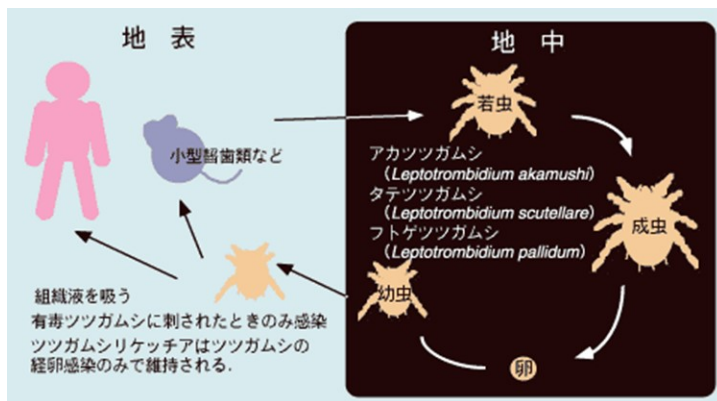 地 表
小型齧歯類など
組織液を吸う
有毒ツツガムシに刺されたときのみ感染
ツツガムシリケッチアはツツガムシの
経卵感染のみで維持される.
地 中
若虫
アカツツガムシ
（Leptotrombidium akamushi）
タテツツガムシ
（Leptotrombidium scutellare）
フトゲツツガムシ
（Leptotrombidium pallidum）
成虫
幼虫
卵